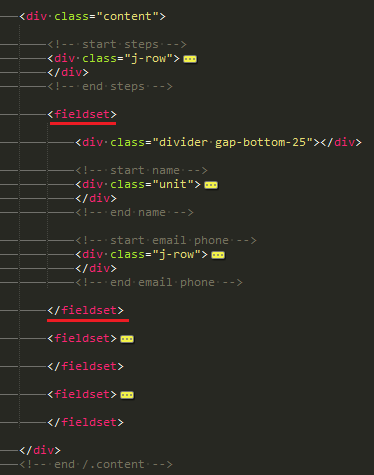 <div class="content">
<!-- start steps -->
<div class="j-row">
</div>
<!-- end steps -->
<fieldset>
<div class="divider gap-bottom-25"></div>
<!-- start name -->
<div class="unit">
</div>
<!-- end name -->
<!-- start email phone -->
<div class="j-row">
</div>
<!-- end email phone -->
</fieldset>
<fieldset>
</fieldset>
<fieldset>
</fieldset>
</div>
<!-- end /.content -->